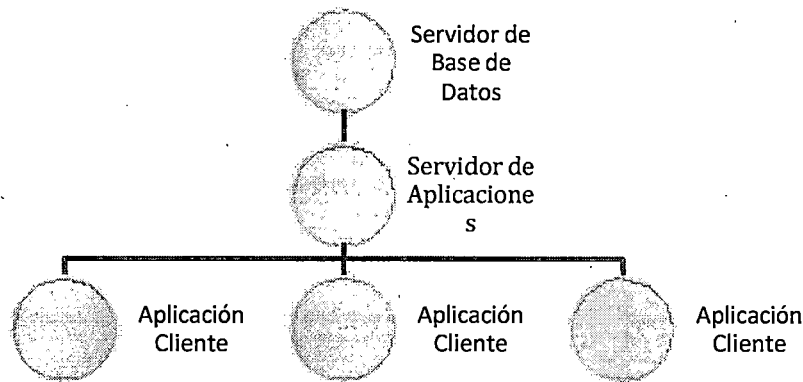 Servidor de
Base de
Datos
Servidor de
Aplicacione
s
Aplicación
Cliente
Aplicación
Cliente
Aplicación
Cliente